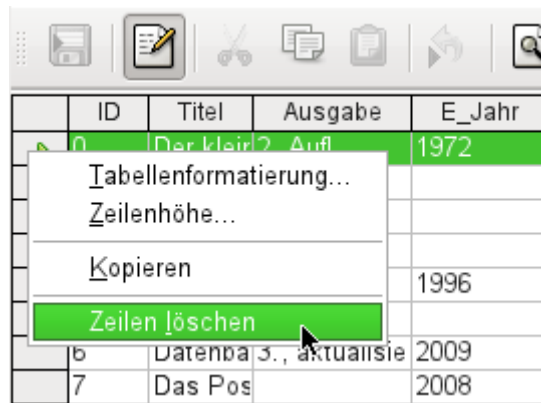 ID Titel Ausgabe E_Jahr
0 Der kleir 2. Aufl 1972
Tabellenformatierung...
Zeilenhöhe...
Kopieren
1996
Zeilen löschen
6 Datenba 3., aktualisie 2009
7 Das Pos 2008